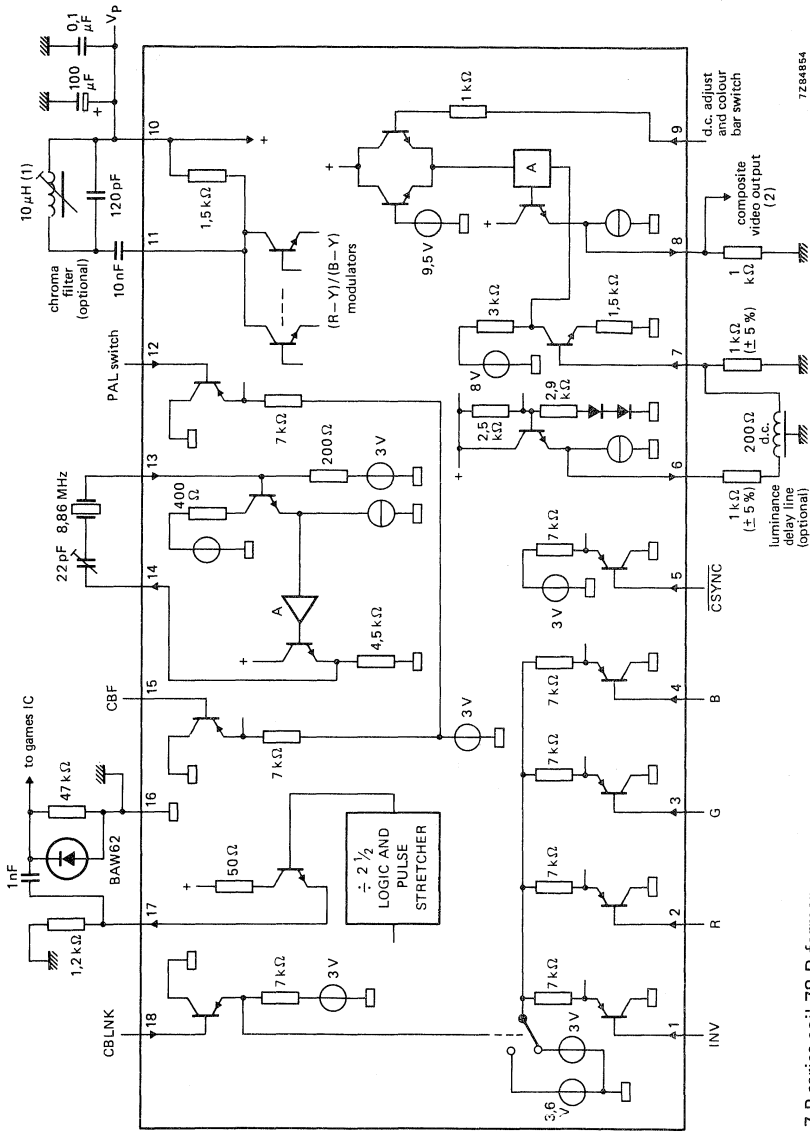 CBLNK
18
1,2 kΩ
17
1 nF
BAW62
47 kΩ
to games IC
16
CBF
15
22 pF
8,86 MHz
14
13
PAL switch
12
chroma
filter
(optional)
10 µH (1)
120 pF
10 nF
11
10
100
µF
+
0,1
µF
VP
7 kΩ
3 V
+
50 Ω
÷ 2 ½
LOGIC AND
PULSE
STRETCHER
7 kΩ
3 V
+
A
4,5 kΩ
400
Ω
200 Ω
3 V
7 kΩ
(R–Y)/(B–Y)
modulators
1,5 kΩ
+
3,6
V
3 V
7 kΩ
7 kΩ
7 kΩ
7 kΩ
3 V
7 kΩ
+
2,5
kΩ
2,9
kΩ
8 V
3 kΩ
1,5 kΩ
9,5 V
+
+
A
1 kΩ
1
INV
2
R
3
G
4
B
5
CSYNC
6
1 kΩ
(± 5 %)
luminance
delay line
(optional)
200 Ω
d.c.
7
1 kΩ
(± 5 %)
8
1
kΩ
composite
video output
(2)
9
d.c. adjust
and colour
bar switch
7Z84854